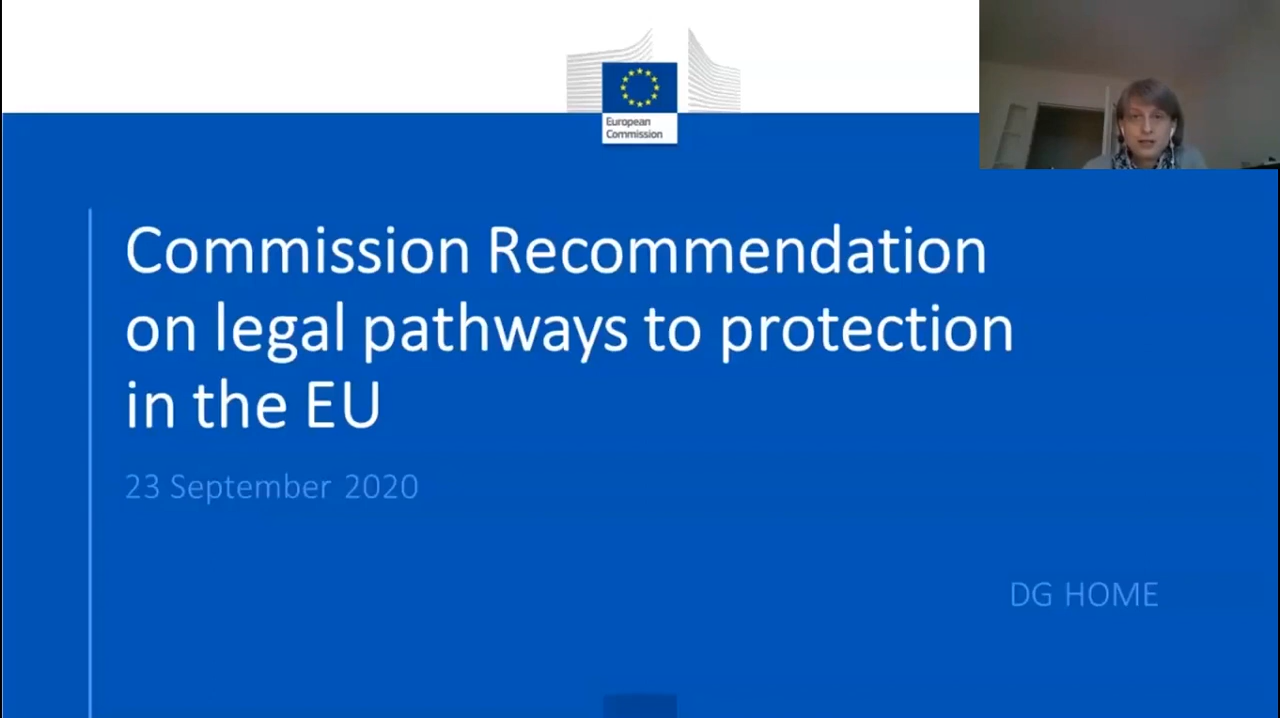 European
Commission
Commission Recommendation
on legal pathways to protection
in the EU
23 September 2020
DG HOME